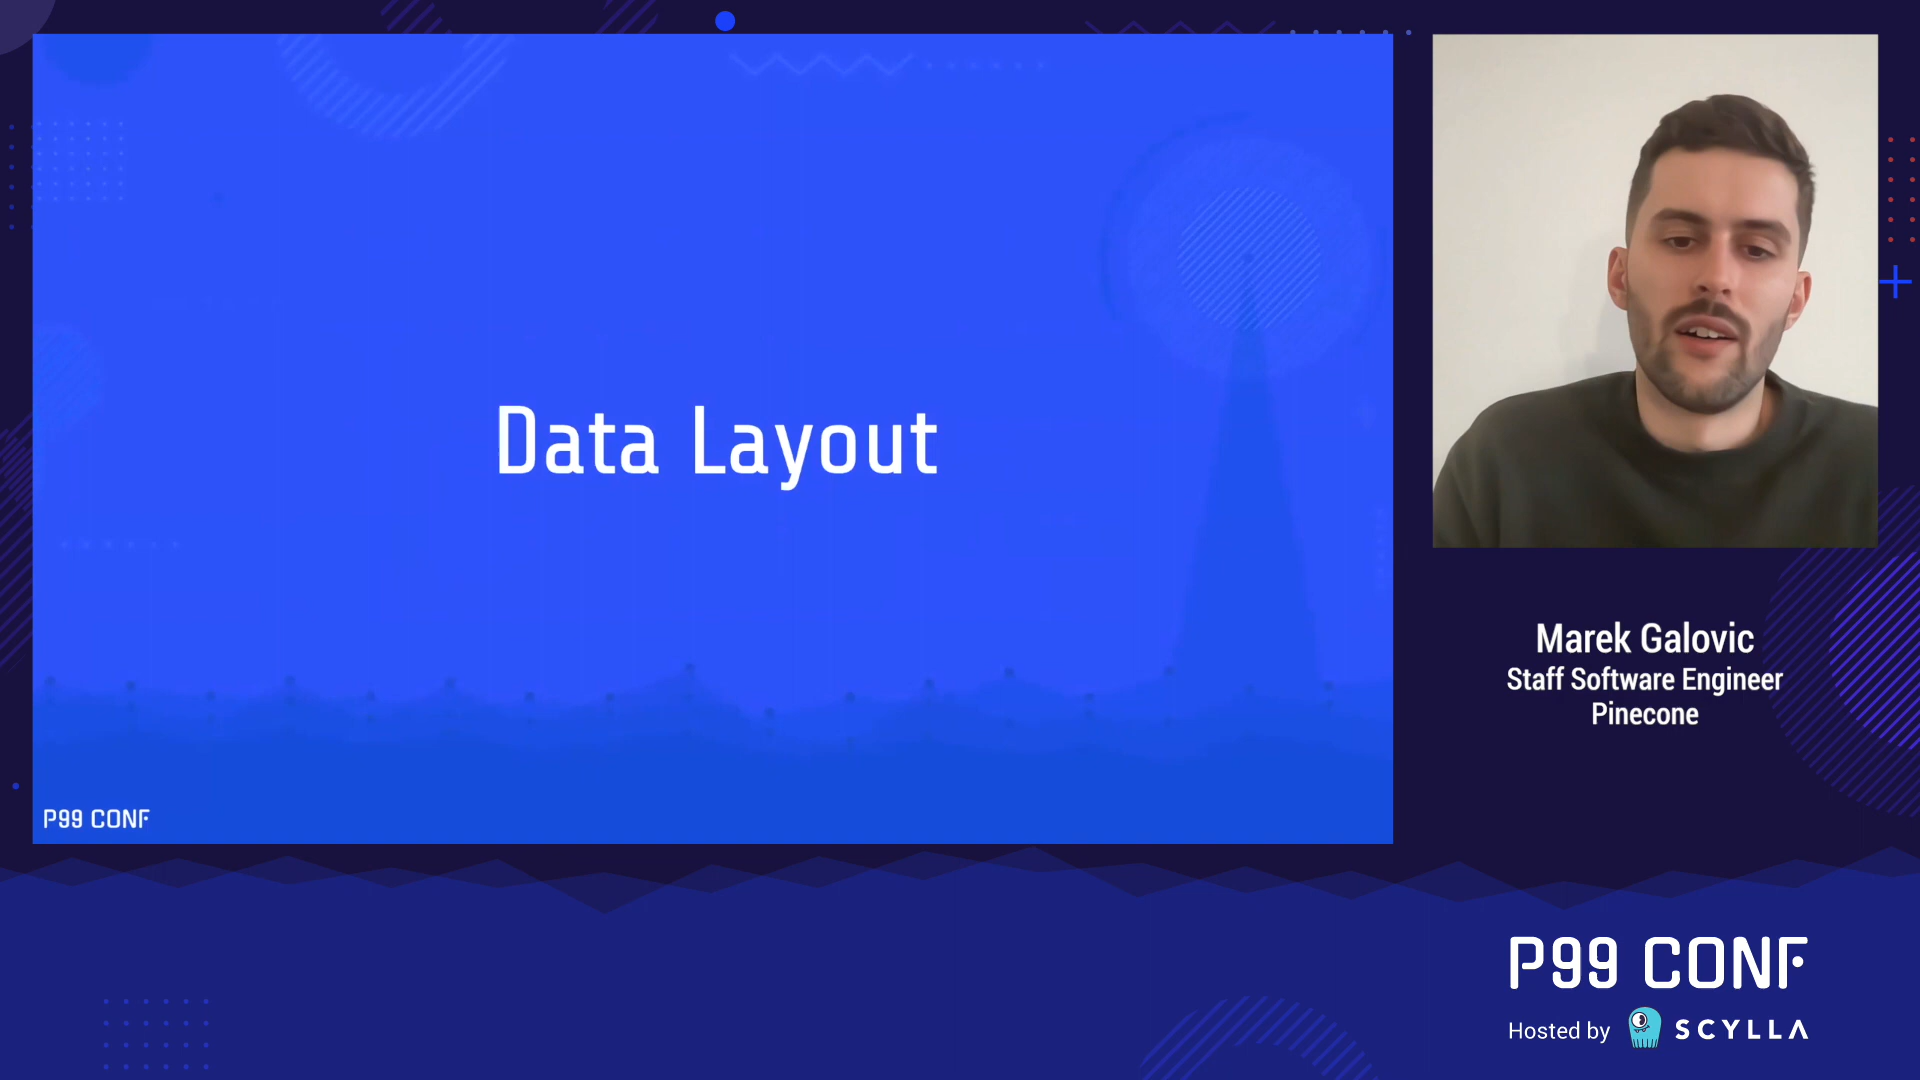 Data Layout
P99 CONF
Marek Galovic
Staff Software Engineer
Pinecone
P99 CONF
Hosted by SCYLLA